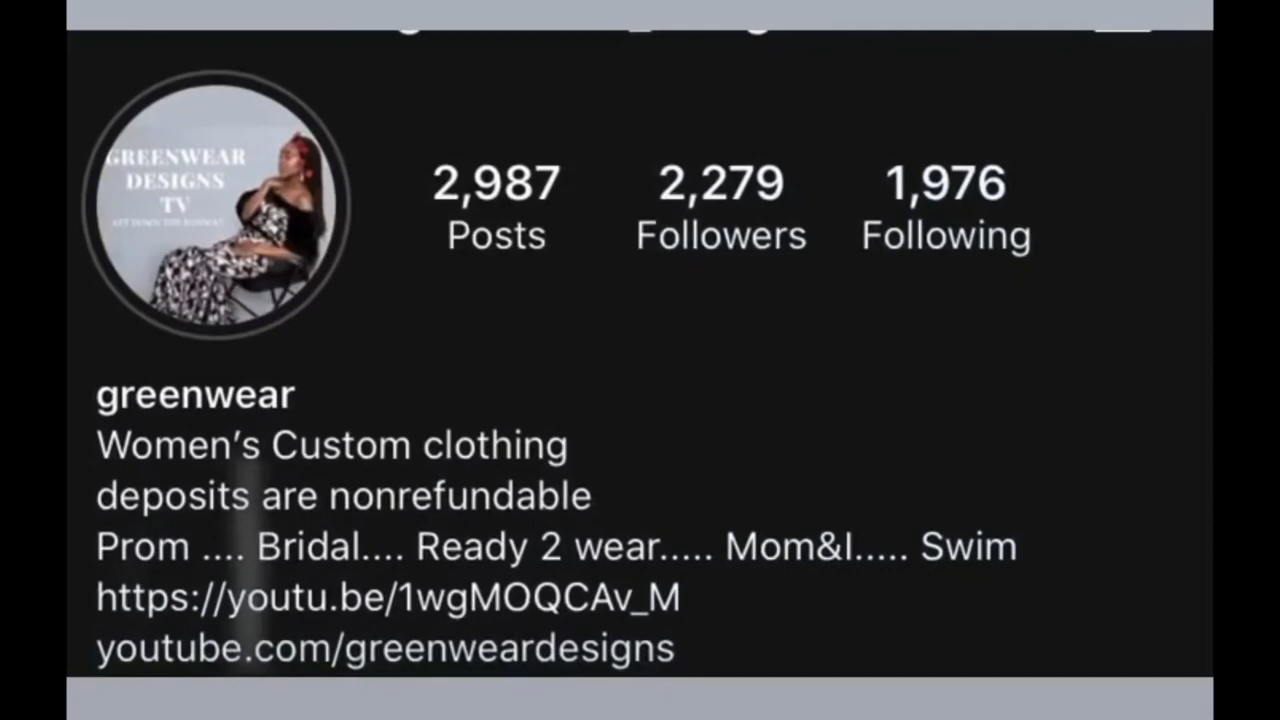 GREENWEAR
DESIGNS
TV
2,987 2,279 1,976
Posts Followers Following
greenwear
Women’s Custom clothing
deposits are nonrefundable
Prom .... Bridal.... Ready 2 wear..... Mom&I..... Swim
https://youtu.be/1wgMOQCAv_M
youtube.com/greenweardesigns